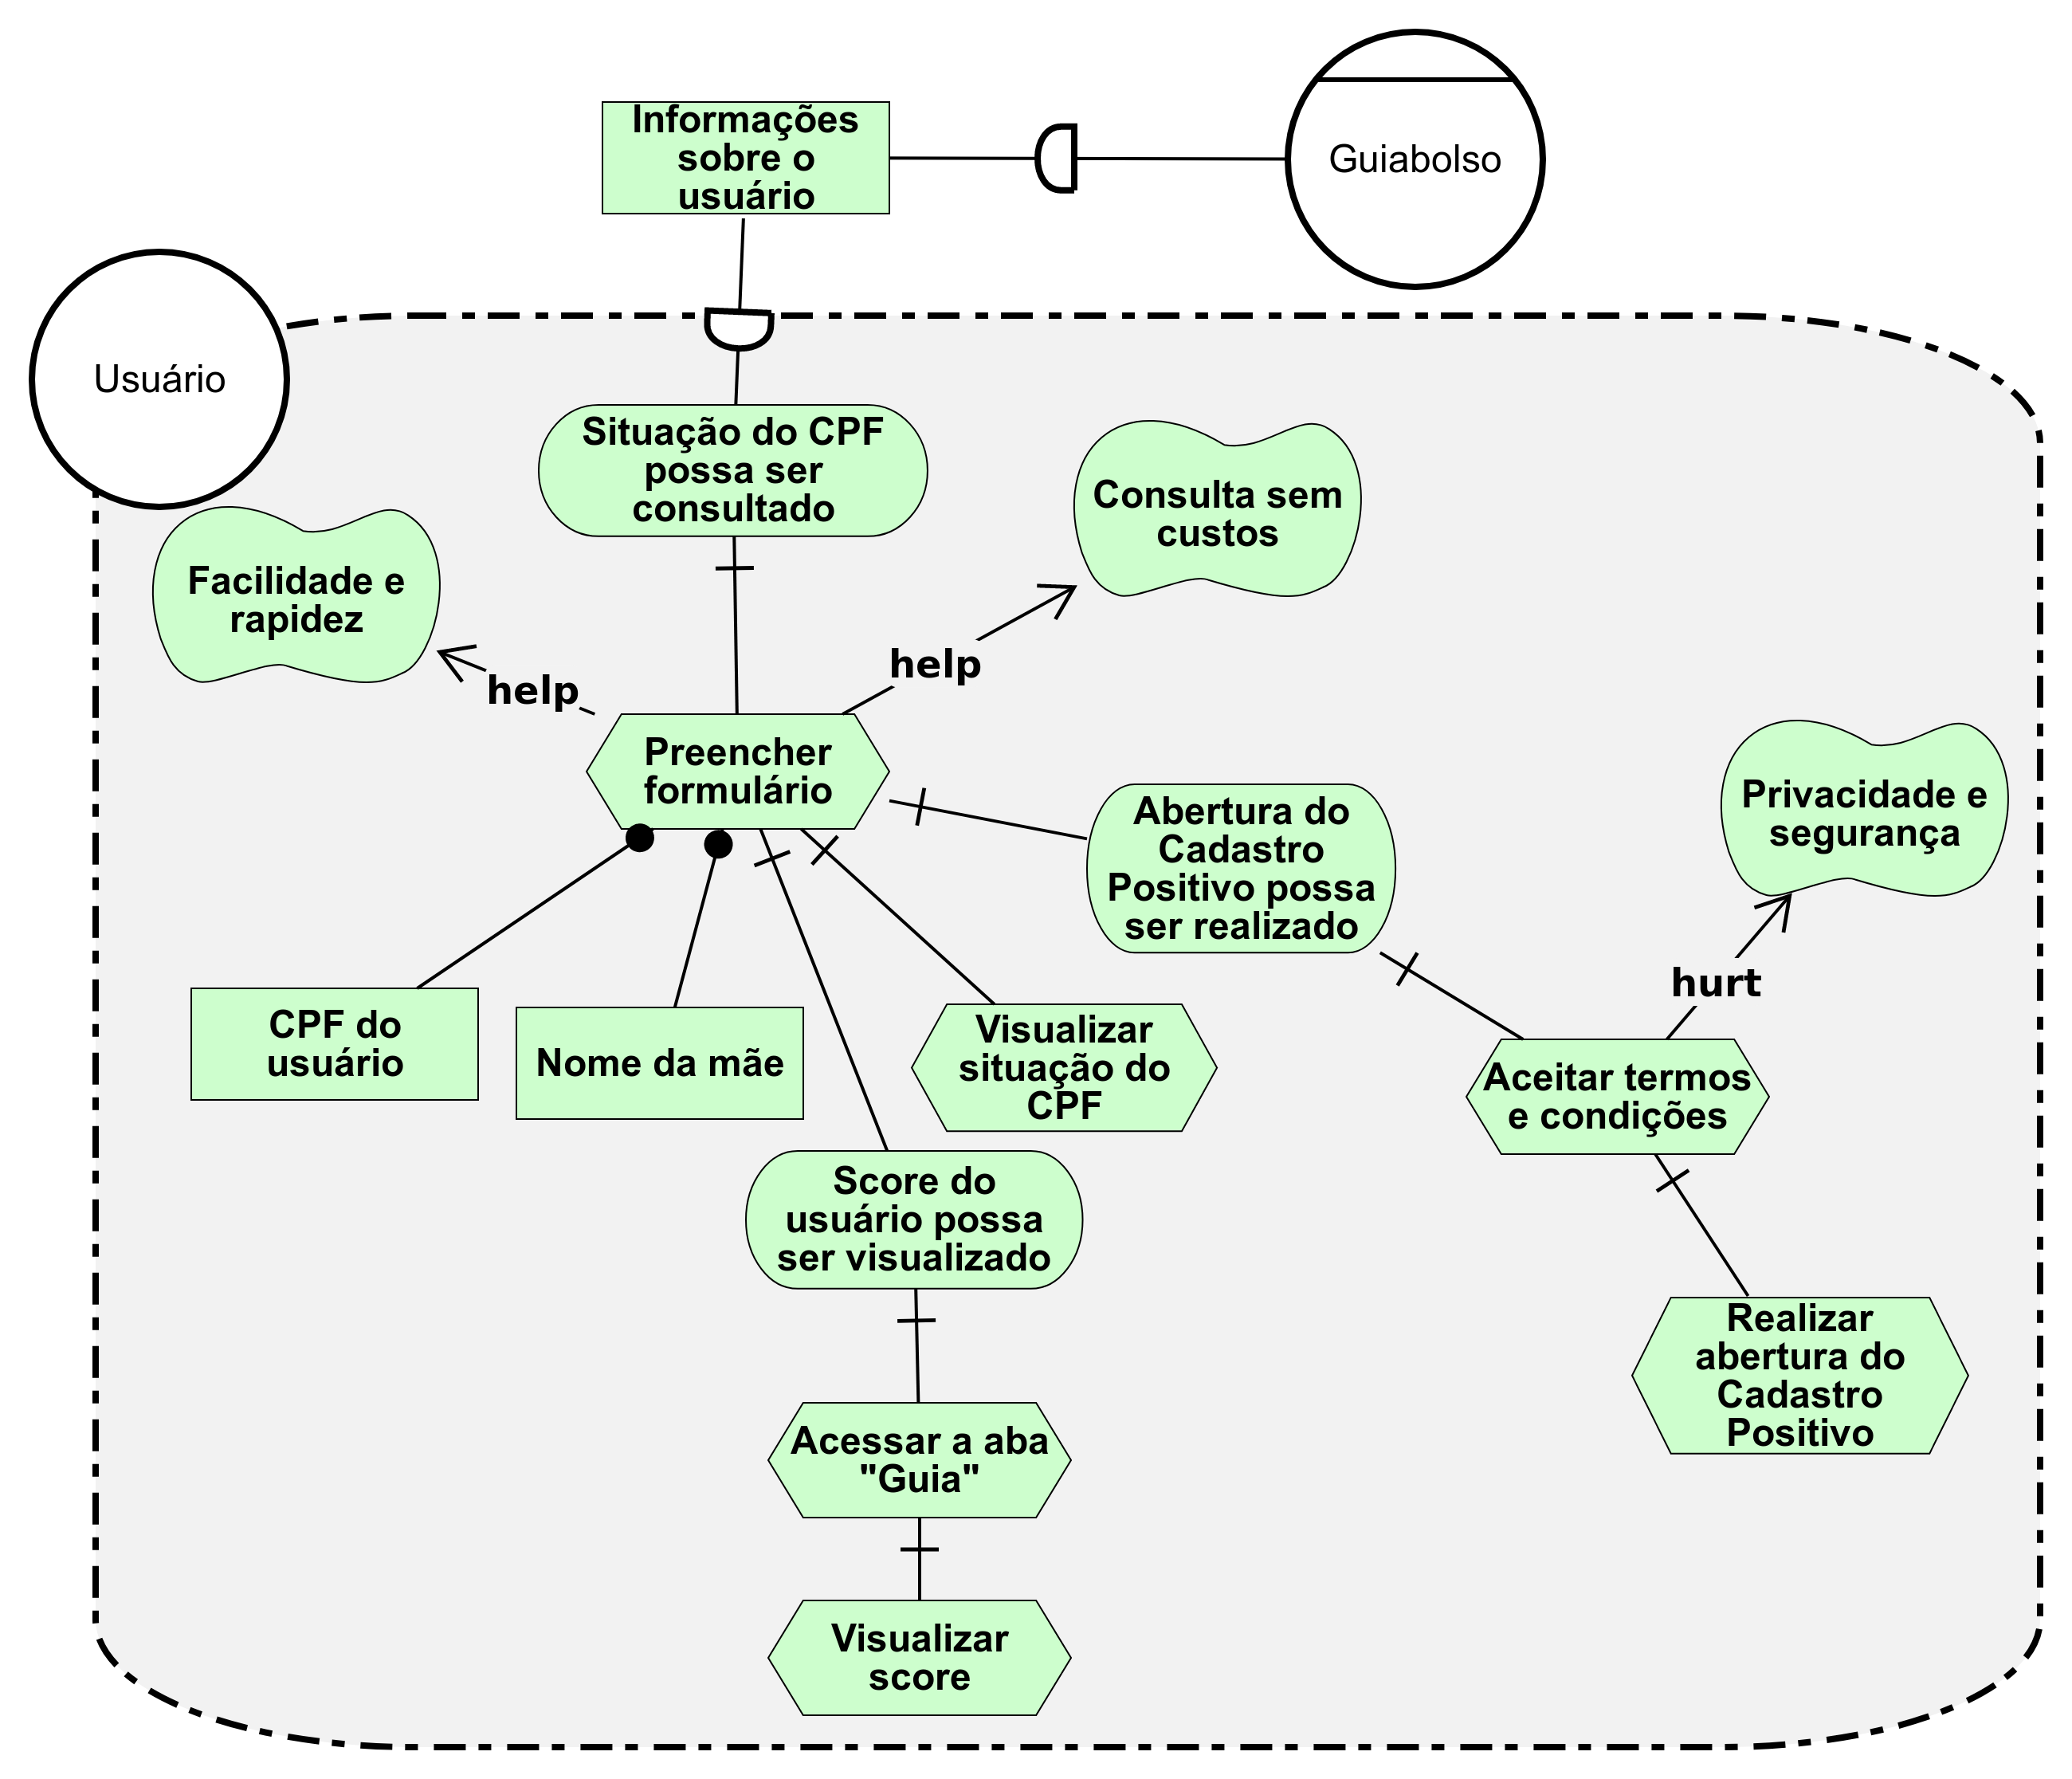 Informações
sobre o
usuário
Guiabolso
Usuário
Situação do CPF
possa ser
consultado
Consulta sem
custos
Facilidade e
rapidez
help
help
Preencher
formulário
Abertura do
Cadastro
Positivo possa
ser realizado
Privacidade e
segurança
hurt
CPF do
usuário
Nome da mãe
Visualizar
situação do
CPF
Aceitar termos
e condições
Score do
usuário possa
ser visualizado
Realizar
abertura do
Cadastro
Positivo
Acessar a aba
"Guia"
Visualizar
score